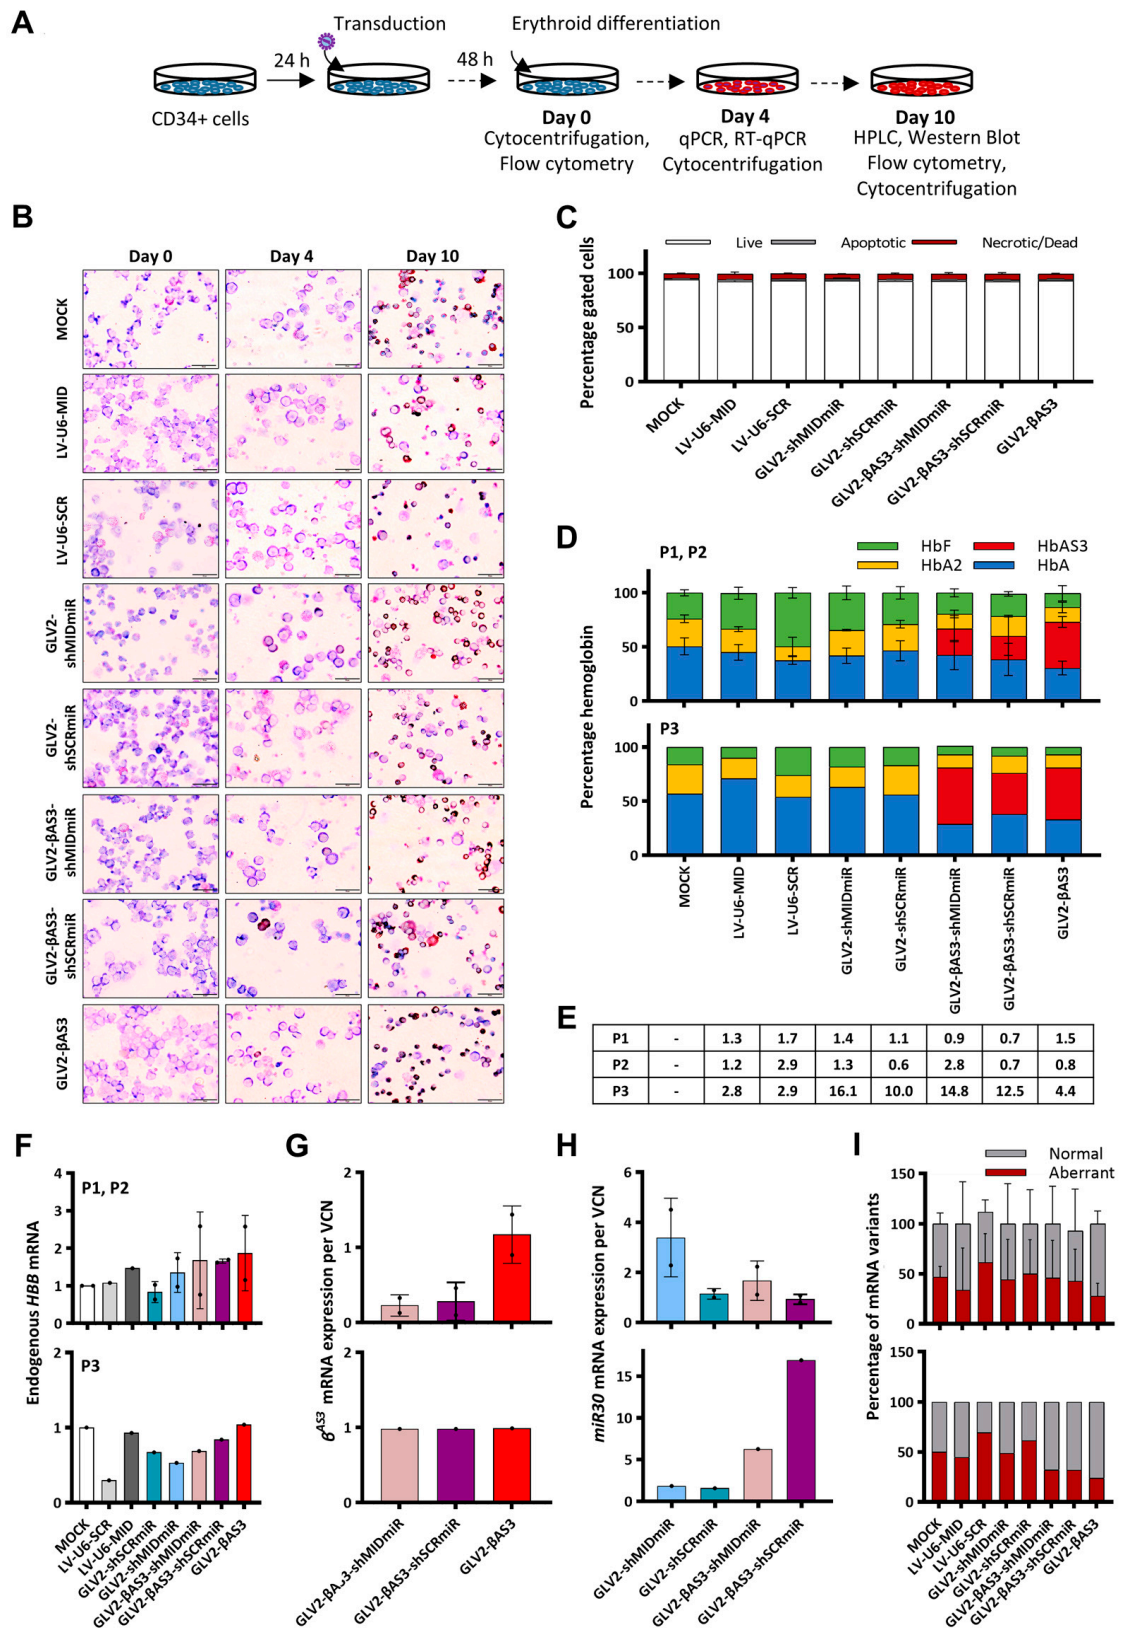 A
Transduction
Erythroid differentiation
24 h
48 h
CD34+ cells
Day 0
Cytocentrifugation,
Flow cytometry
Day 4
qPCR, RT-qPCR
Cytocentrifugation
Day 10
HPLC, Western Blot
Flow cytometry,
Cytocentrifugation
B
Day 0
Day 4
Day 10
MOCK
LV-U6-MID
LV-U6-SCR
GLV2-
shMIDmiR
GLV2-
shSCRmiR
GLV2-βAS3-
shMIDmiR
GLV2-βAS3-
shSCRmiR
GLV2-βAS3
C
Live
Apoptotic
Necrotic/Dead
Percentage gated cells
100
50
0
MOCK
LV-U6-MID
LV-U6-SCR
GLV2-shMIDmiR
GLV2-shSCRmiR
GLV2-βAS3-shMIDmiR
GLV2-βAS3-shSCRmiR
GLV2-βAS3
D
P1, P2
HbF
HbAS3
HbA2
HbA
Percentage hemoglobin
100
50
0
P3
100
50
0
MOCK
LV-U6-MID
LV-U6-SCR
GLV2-shMIDmiR
GLV2-shSCRmiR
GLV2-βAS3-shMIDmiR
GLV2-βAS3-shSCRmiR
GLV2-βAS3
E
P1 - 1.3 1.7 1.4 1.1 0.9 0.7 1.5
P2 - 1.2 2.9 1.3 0.6 2.8 0.7 0.8
P3 - 2.8 2.9 16.1 10.0 14.8 12.5 4.4
F
Endogenous HBB mRNA
P1, P2
4
3
2
1
0
P3
2
1
0
MOCK
LV-U6-SCR
LV-U6-MID
GLV2-shSCRmiR
GLV2-shMIDmiR
GLV2-βAS3-shMIDmiR
GLV2-βAS3-shSCRmiR
GLV2-βAS3
G
β^AS3 mRNA expression per VCN
2
1
0
2
1
0
GLV2-βA.3-shMIDmiR
GLV2-βAS3-shSCRmiR
GLV2-βAS3
H
miR30 mRNA expression per VCN
6
4
2
0
15
10
5
0
GLV2-shMIDmiR
GLV2-shSCRmiR
GLV2-βAS3-shMIDmiR
GLV2-βAS3-shSCRmiR
I
Normal
Aberrant
Percentage of mRNA variants
150
100
50
0
150
100
50
0
MOCK
LV-U6-MID
LV-U6-SCR
GLV2-shMIDmiR
GLV2-shSCRmiR
GLV2-βAS3-shMIDmiR
GLV2-βAS3-shSCRmiR
GLV2-βAS3